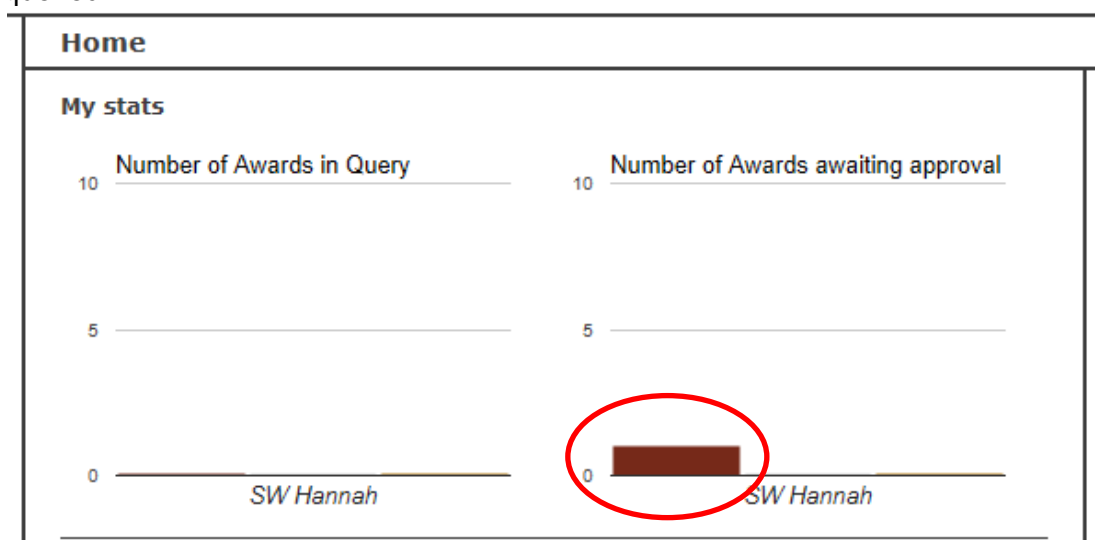 Home
My stats
Number of Awards in Query
10
5
0
SW Hannah
Number of Awards awaiting approval
10
5
0
SW Hannah